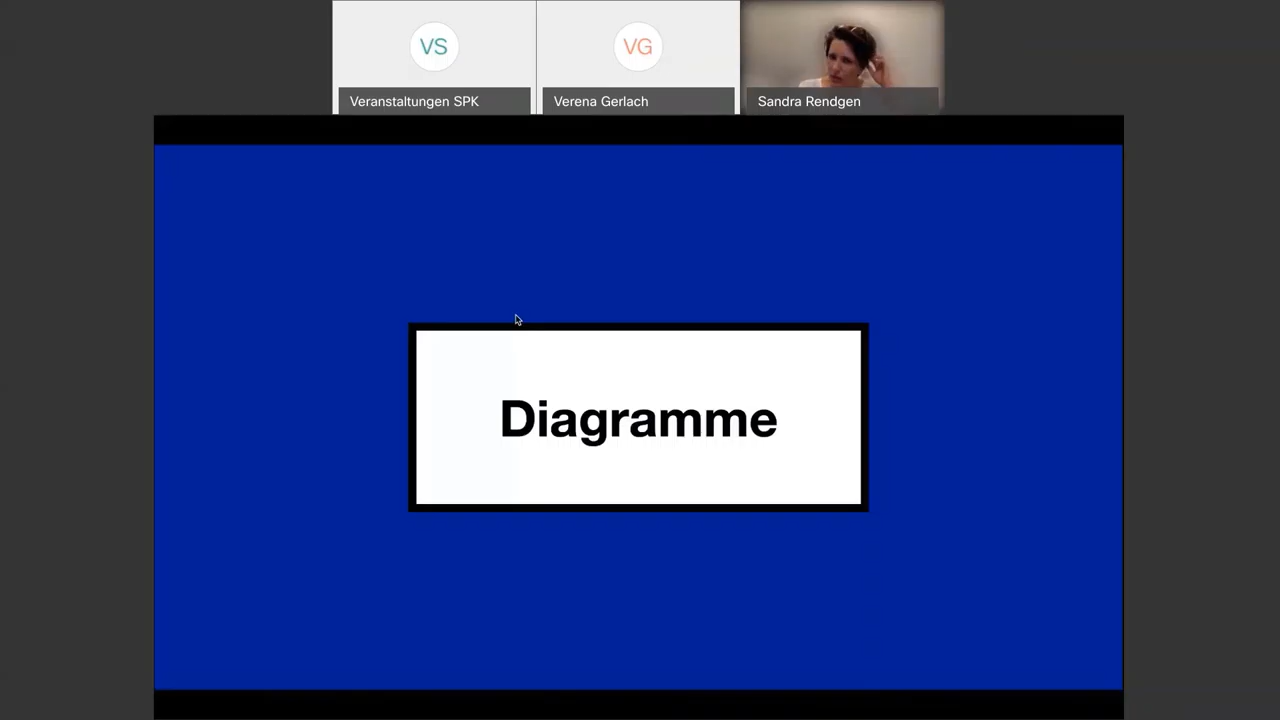 VS
VG
Veranstaltungen SPK
Verena Gerlach
Sandra Rendgen
Diagramme